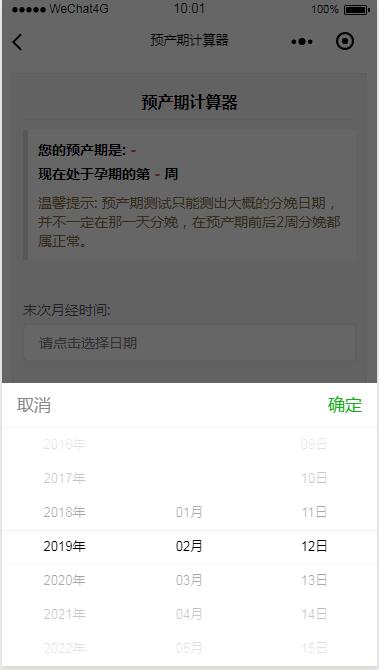 ●●●●● WeChat4G 10:01 100%
预产期计算器
预产期计算器
您的预产期是: -
现在处于孕期的第 - 周
温馨提示: 预产期测试只能测出大概的分娩日期，
并不一定在那一天分娩，在预产期前后2周分娩都
属正常。
末次月经时间:
请点击选择日期
取消 确定
2016年 09日
2017年 10日
2018年 01月 11日
2019年 02月 12日
2020年 03月 13日
2021年 04月 14日
2022年 05月 15日